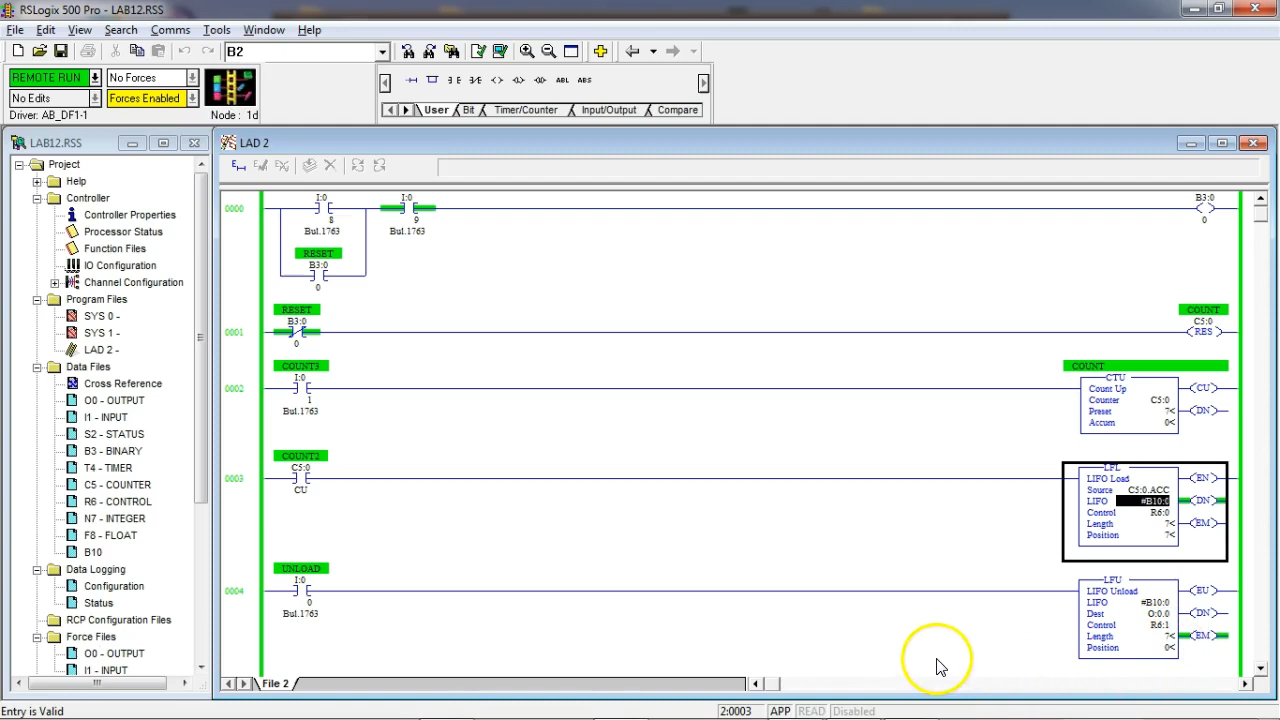 RSLogix 500 Pro - LAB12.RSS
File Edit View Search Comms Tools Window Help
B2
REMOTE RUN No Forces
No Edits Forces Enabled
Driver: AB_DF1-1 Node : 1d
ABL ABS
User Bit Timer/Counter Input/Output Compare
LAB12.RSS
Project
Help
Controller
Controller Properties
Processor Status
Function Files
IO Configuration
Channel Configuration
Program Files
SYS 0 -
SYS 1 -
LAD 2 -
Data Files
Cross Reference
O0 - OUTPUT
I1 - INPUT
S2 - STATUS
B3 - BINARY
T4 - TIMER
C5 - COUNTER
R6 - CONTROL
N7 - INTEGER
F8 - FLOAT
B10
Data Logging
Configuration
Status
RCP Configuration Files
Force Files
O0 - OUTPUT
I1 - INPUT
LAD 2
0000
I:0
8
Bul.1763
I:0
9
Bul.1763
B3:0
0
RESET
B3:0
0
0001
RESET
B3:0
0
COUNT
C5:0
RES
0002
COUNT3
I:0
1
Bul.1763
COUNT
CTU
Count Up CU
Counter C5:0
Preset 7< DN
Accum 0<
0003
COUNT2
C5:0
CU
LFL
LIFO Load EN
Source C5:0.ACC
LIFO #B10:0 DN
Control R6:0
Length 7< EM
Position 7<
0004
UNLOAD
I:0
0
Bul.1763
LFU
LIFO Unload EU
LIFO #B10:0
Dest O:0.0 DN
Control R6:1
Length 7< EM
Position 0<
File 2
Entry is Valid 2:0003 APP READ Disabled